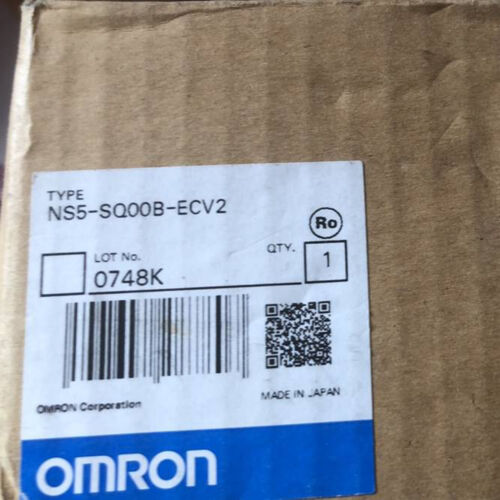 TYPE
NS5-SQ00B-ECV2
Ro
LOT No.
0748K
QTY.
1
OMRON Corporation
MADE IN JAPAN
OMRON